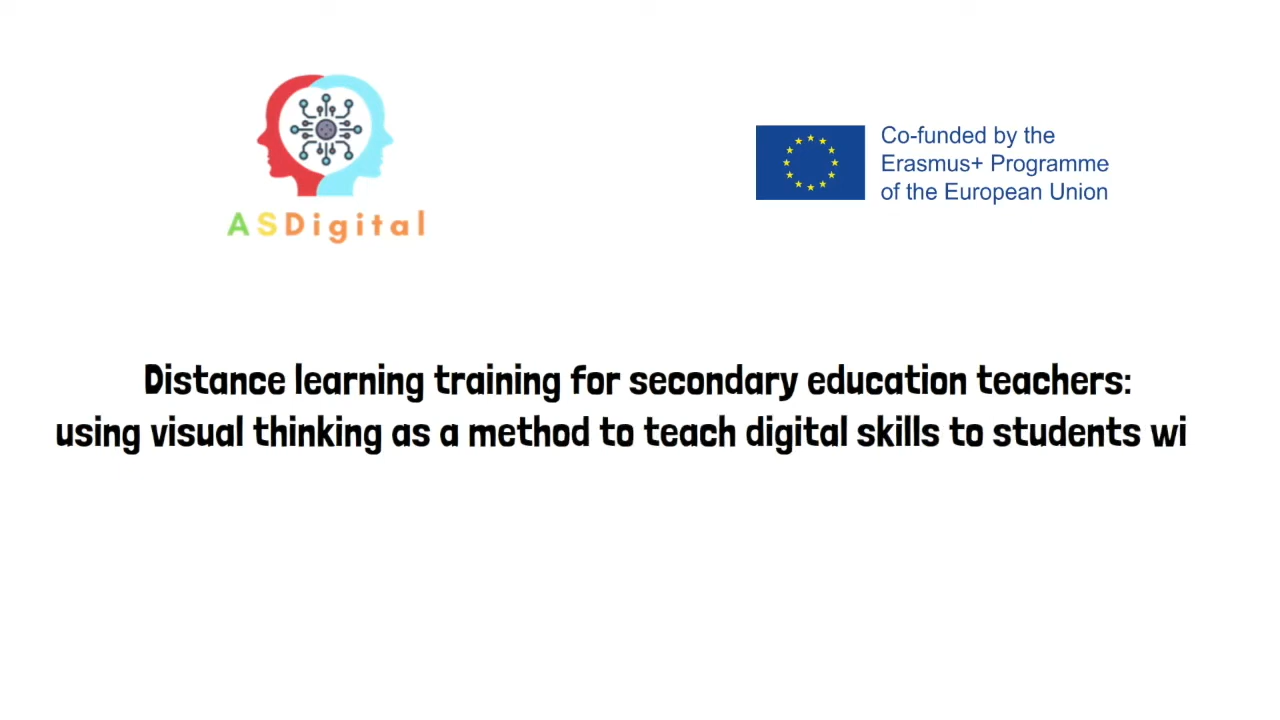 ASDigital
Co-funded by the
Erasmus+ Programme
of the European Union
Distance learning training for secondary education teachers:
using visual thinking as a method to teach digital skills to students wi